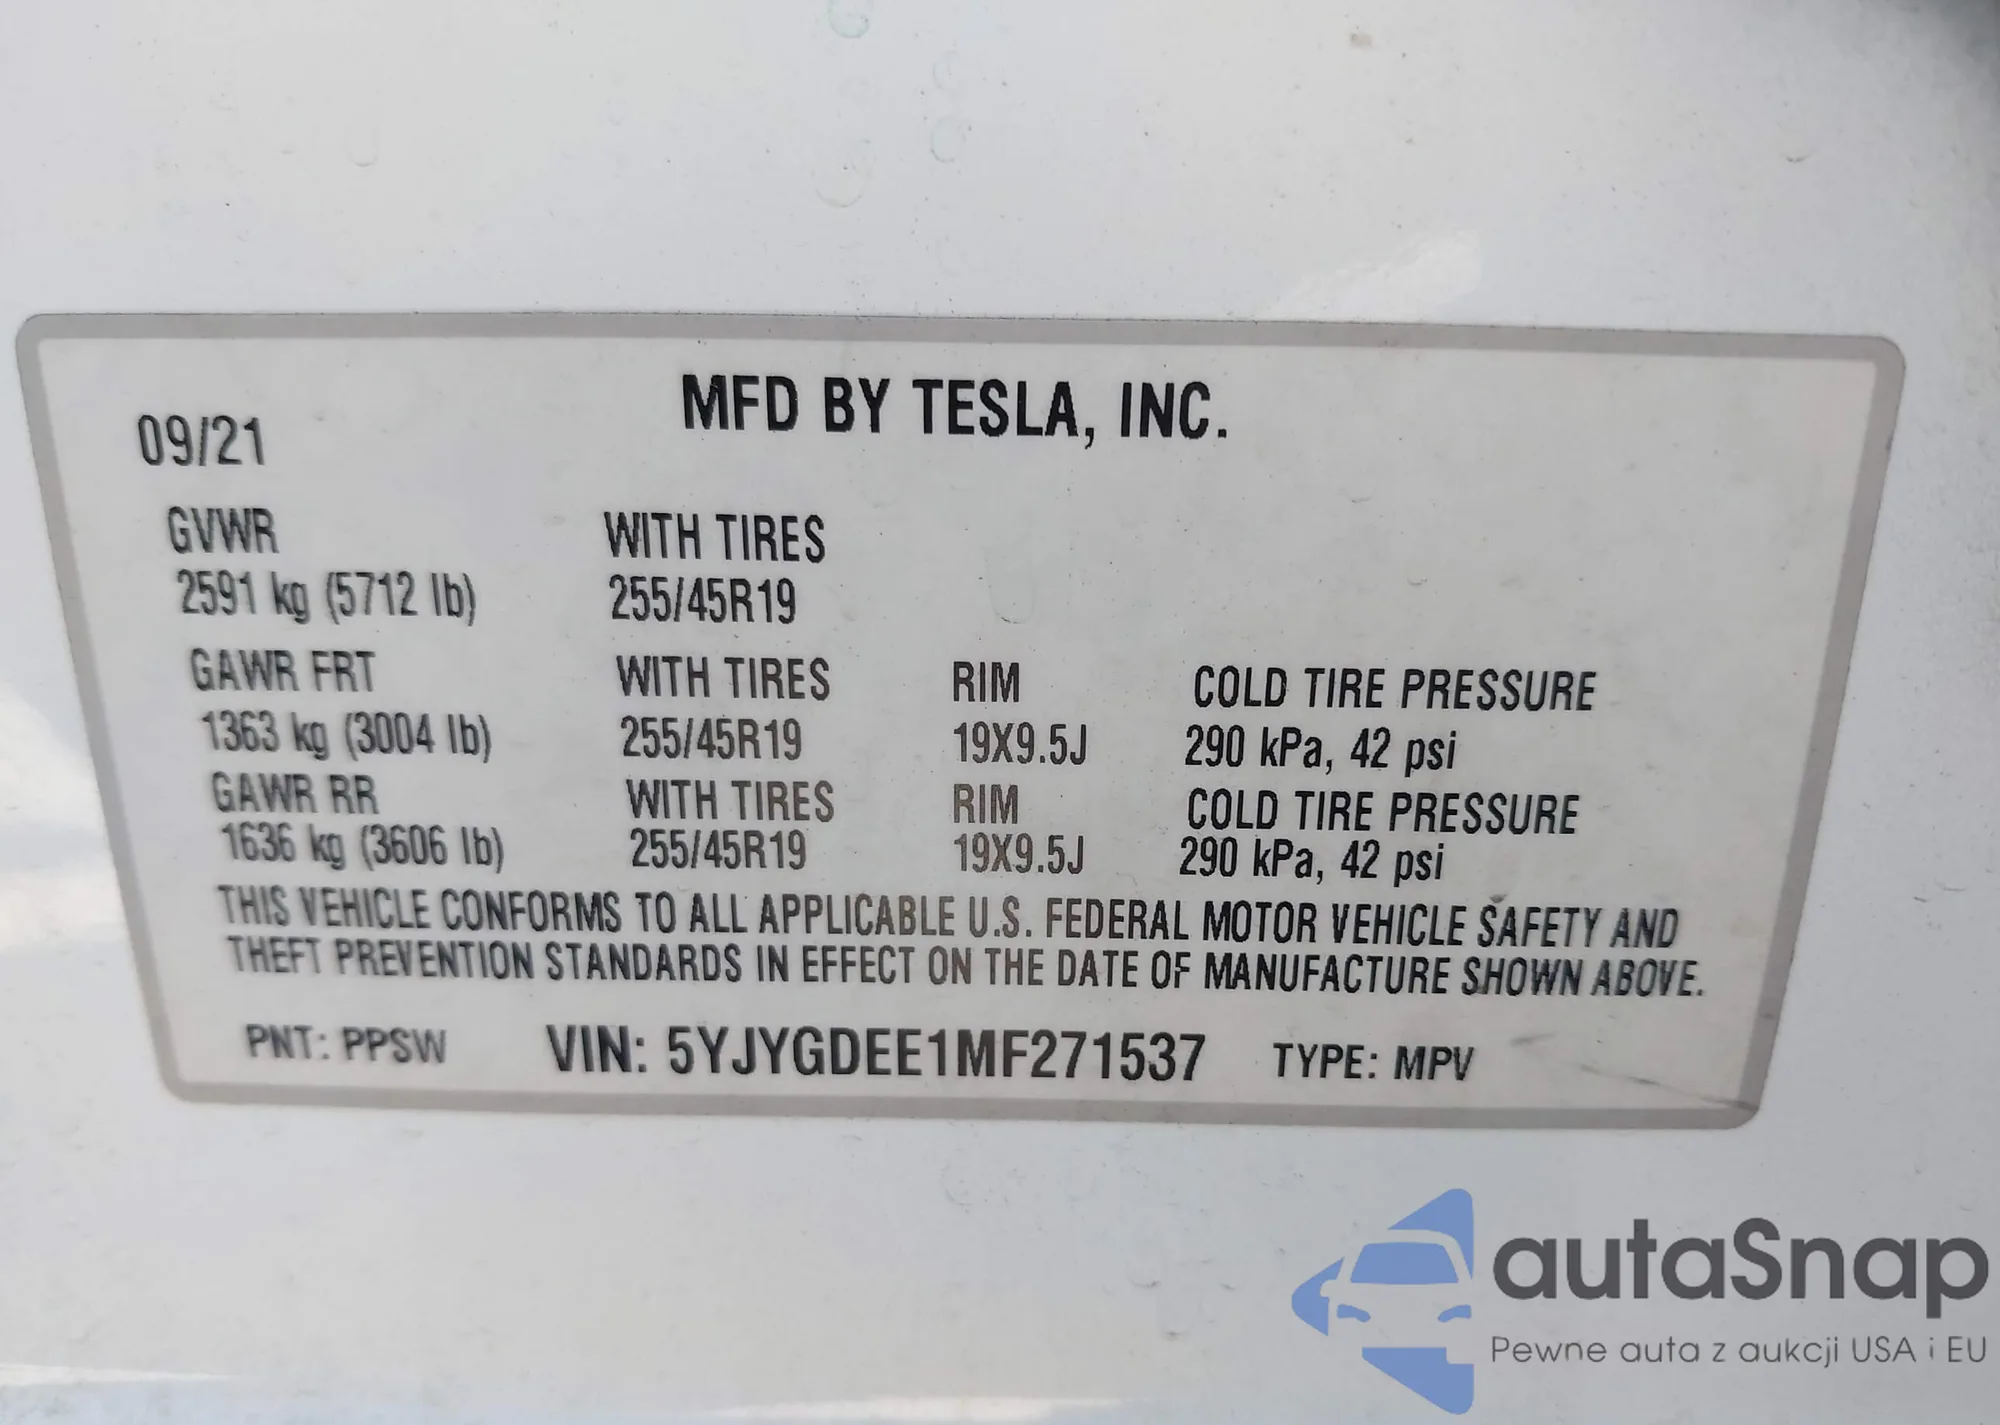 MFD BY TESLA, INC.
09/21
GVWR WITH TIRES
2591 kg (5712 lb) 255/45R19
GAWR FRT WITH TIRES RIM COLD TIRE PRESSURE
1363 kg (3004 lb) 255/45R19 19X9.5J 290 kPa, 42 psi
GAWR RR WITH TIRES RIM COLD TIRE PRESSURE
1636 kg (3606 lb) 255/45R19 19X9.5J 290 kPa, 42 psi
THIS VEHICLE CONFORMS TO ALL APPLICABLE U.S. FEDERAL MOTOR VEHICLE SAFETY AND
THEFT PREVENTION STANDARDS IN EFFECT ON THE DATE OF MANUFACTURE SHOWN ABOVE.
PNT: PPSW VIN: 5YJYGDEE1MF271537 TYPE: MPV
autaSnap
Pewne auta z aukcji USA i EU